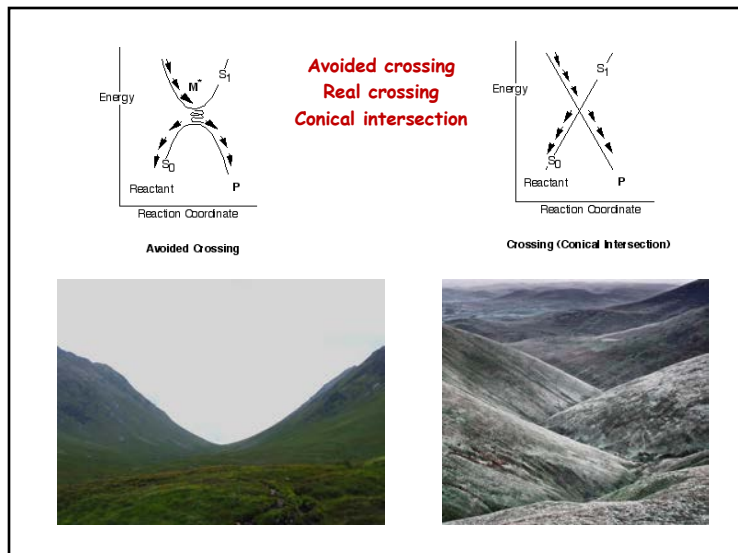 Avoided crossing
Real crossing
Conical intersection
Energy
M*
S1
S0
Reactant
P
Reaction Coordinate
Avoided Crossing
Energy
S1
S0
Reactant
P
Reaction Coordinate
Crossing (Conical Intersection)